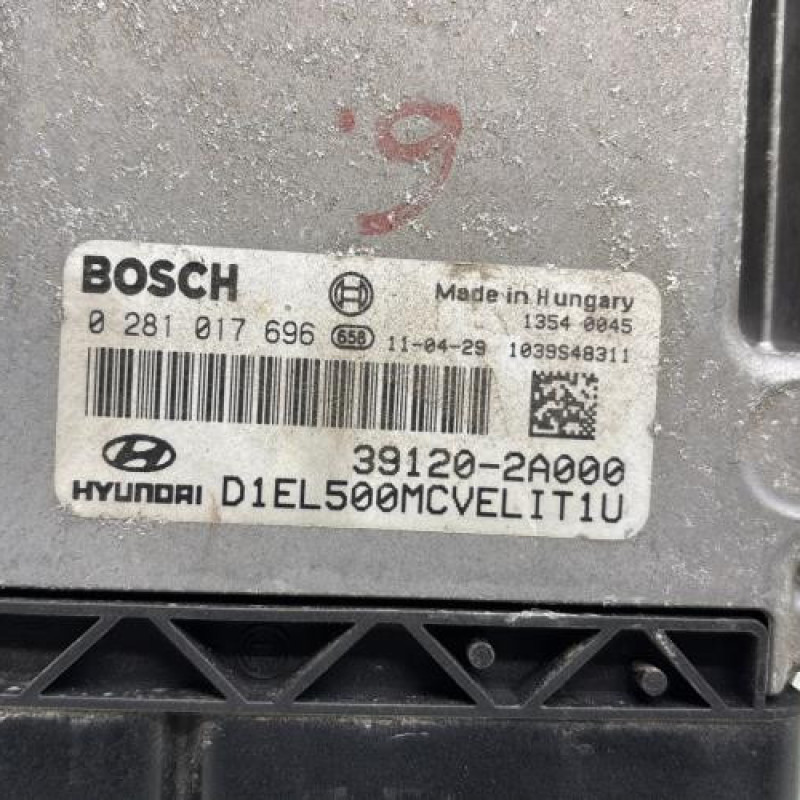 6.
BOSCH
Made in Hungary
1354 0045
0 281 017 696 658 11-04-29 1039S48311
39120-2A000
HYUNDAI D1EL500MCVELIT1U